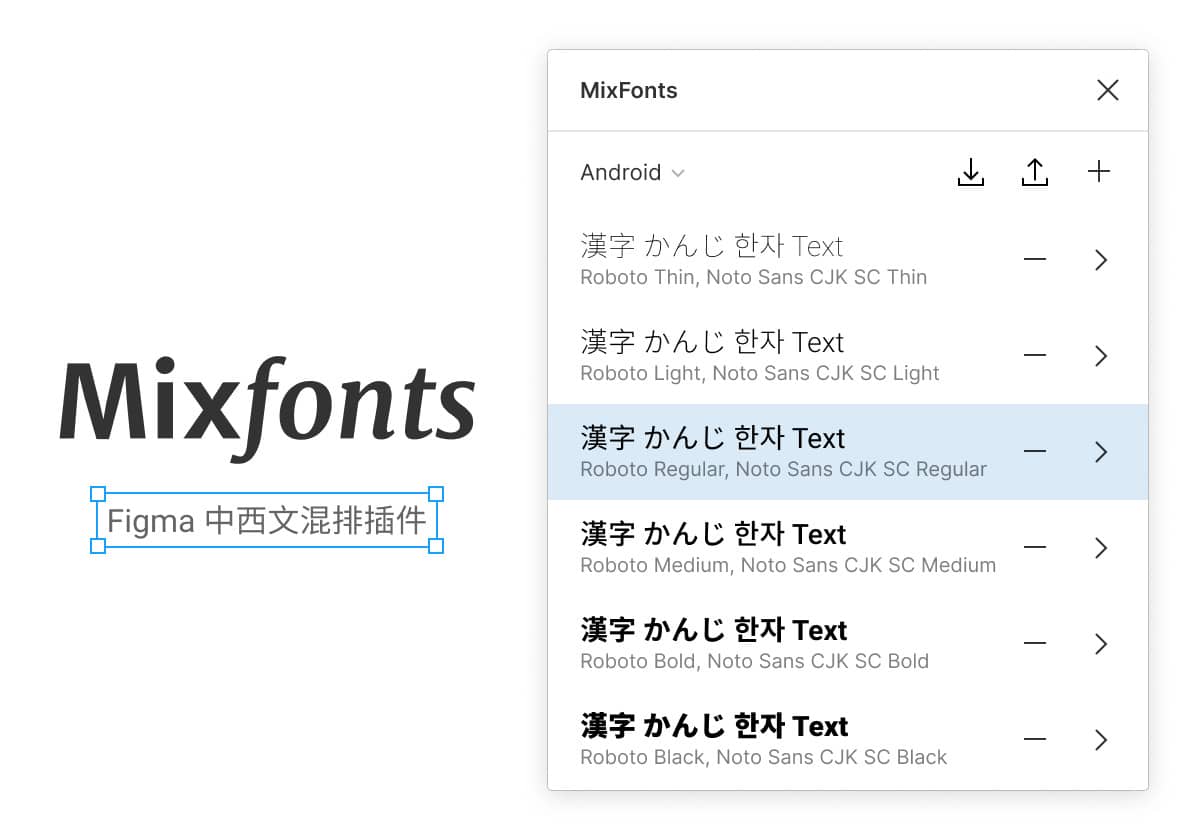 Mixfonts
Figma 中西文混排插件
MixFonts
Android
漢字 かんじ 한자 Text
Roboto Thin, Noto Sans CJK SC Thin
漢字 かんじ 한자 Text
Roboto Light, Noto Sans CJK SC Light
漢字 かんじ 한자 Text
Roboto Regular, Noto Sans CJK SC Regular
漢字 かんじ 한자 Text
Roboto Medium, Noto Sans CJK SC Medium
漢字 かんじ 한자 Text
Roboto Bold, Noto Sans CJK SC Bold
漢字 かんじ 한자 Text
Roboto Black, Noto Sans CJK SC Black